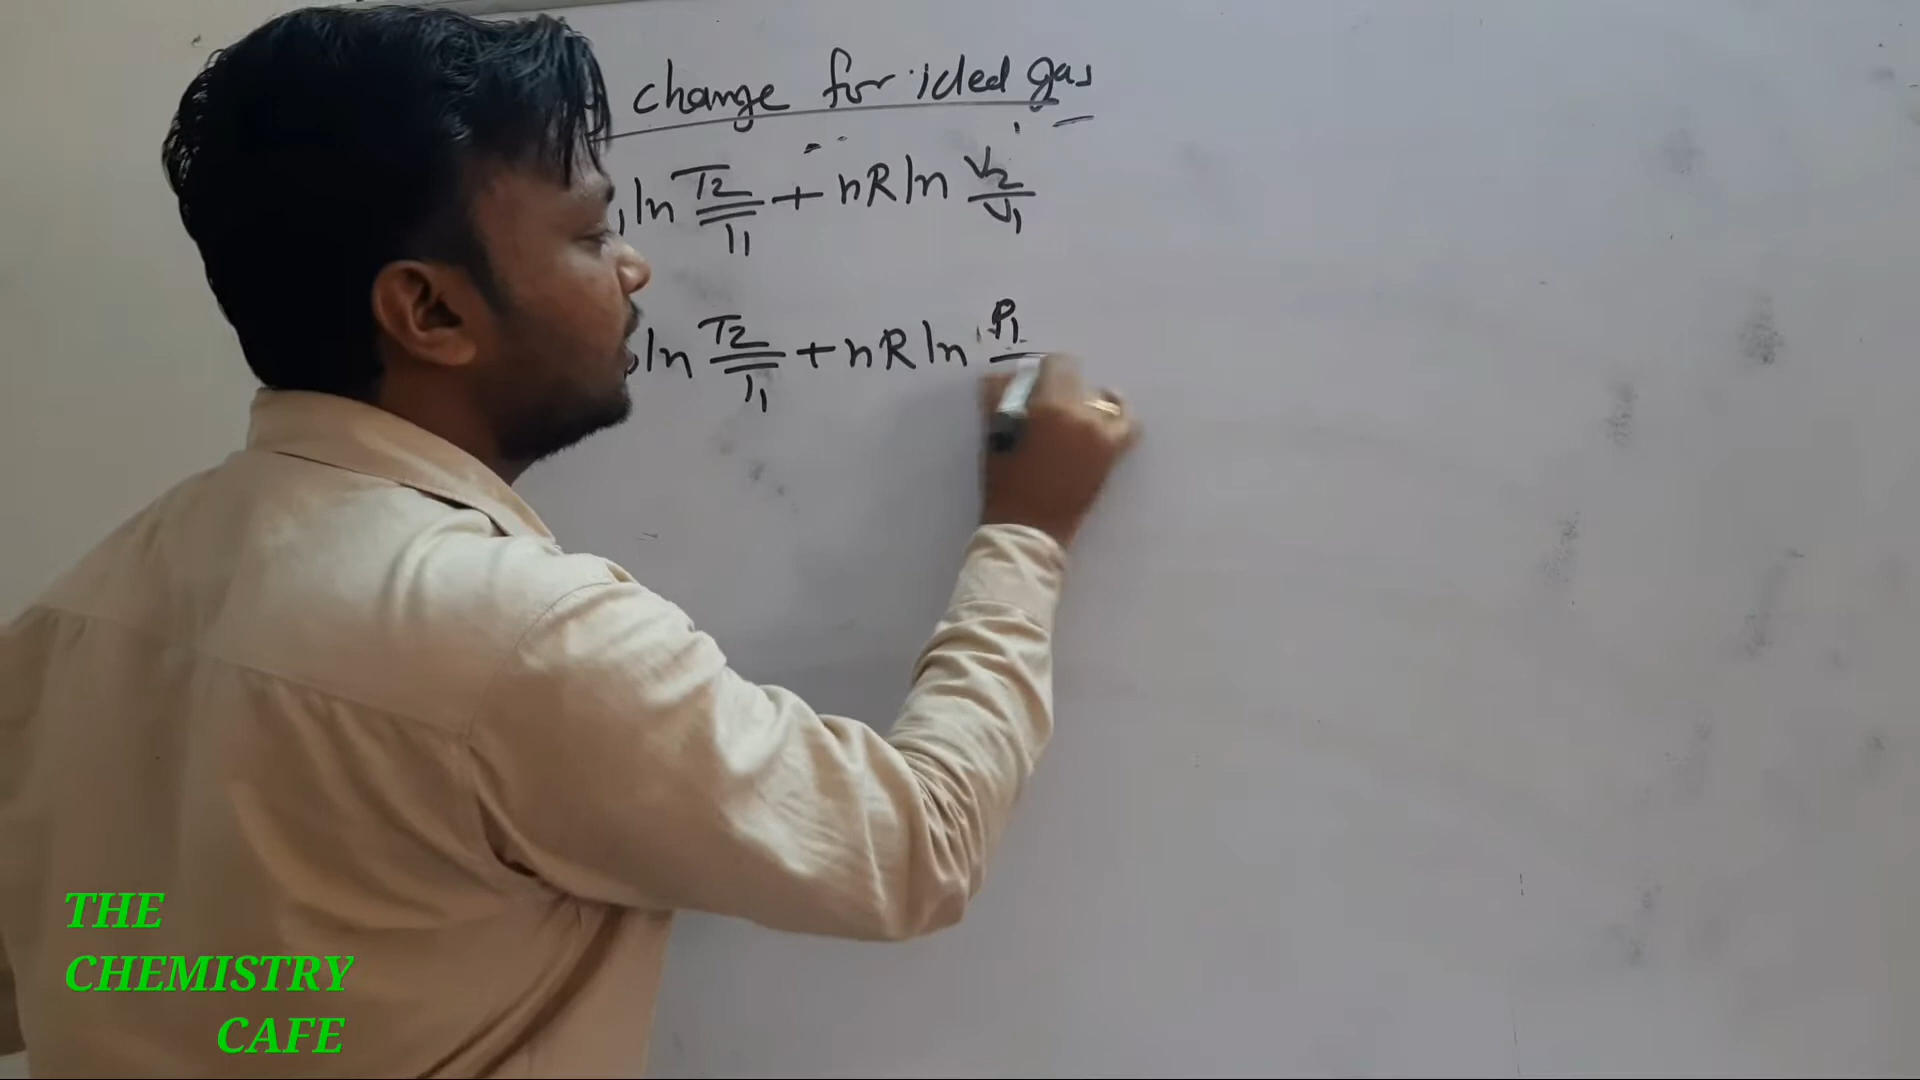 change for ideal gas
ln T2/T1 + nR ln V2/V1
ln T2/T1 + nR ln P1
THE
CHEMISTRY
CAFE